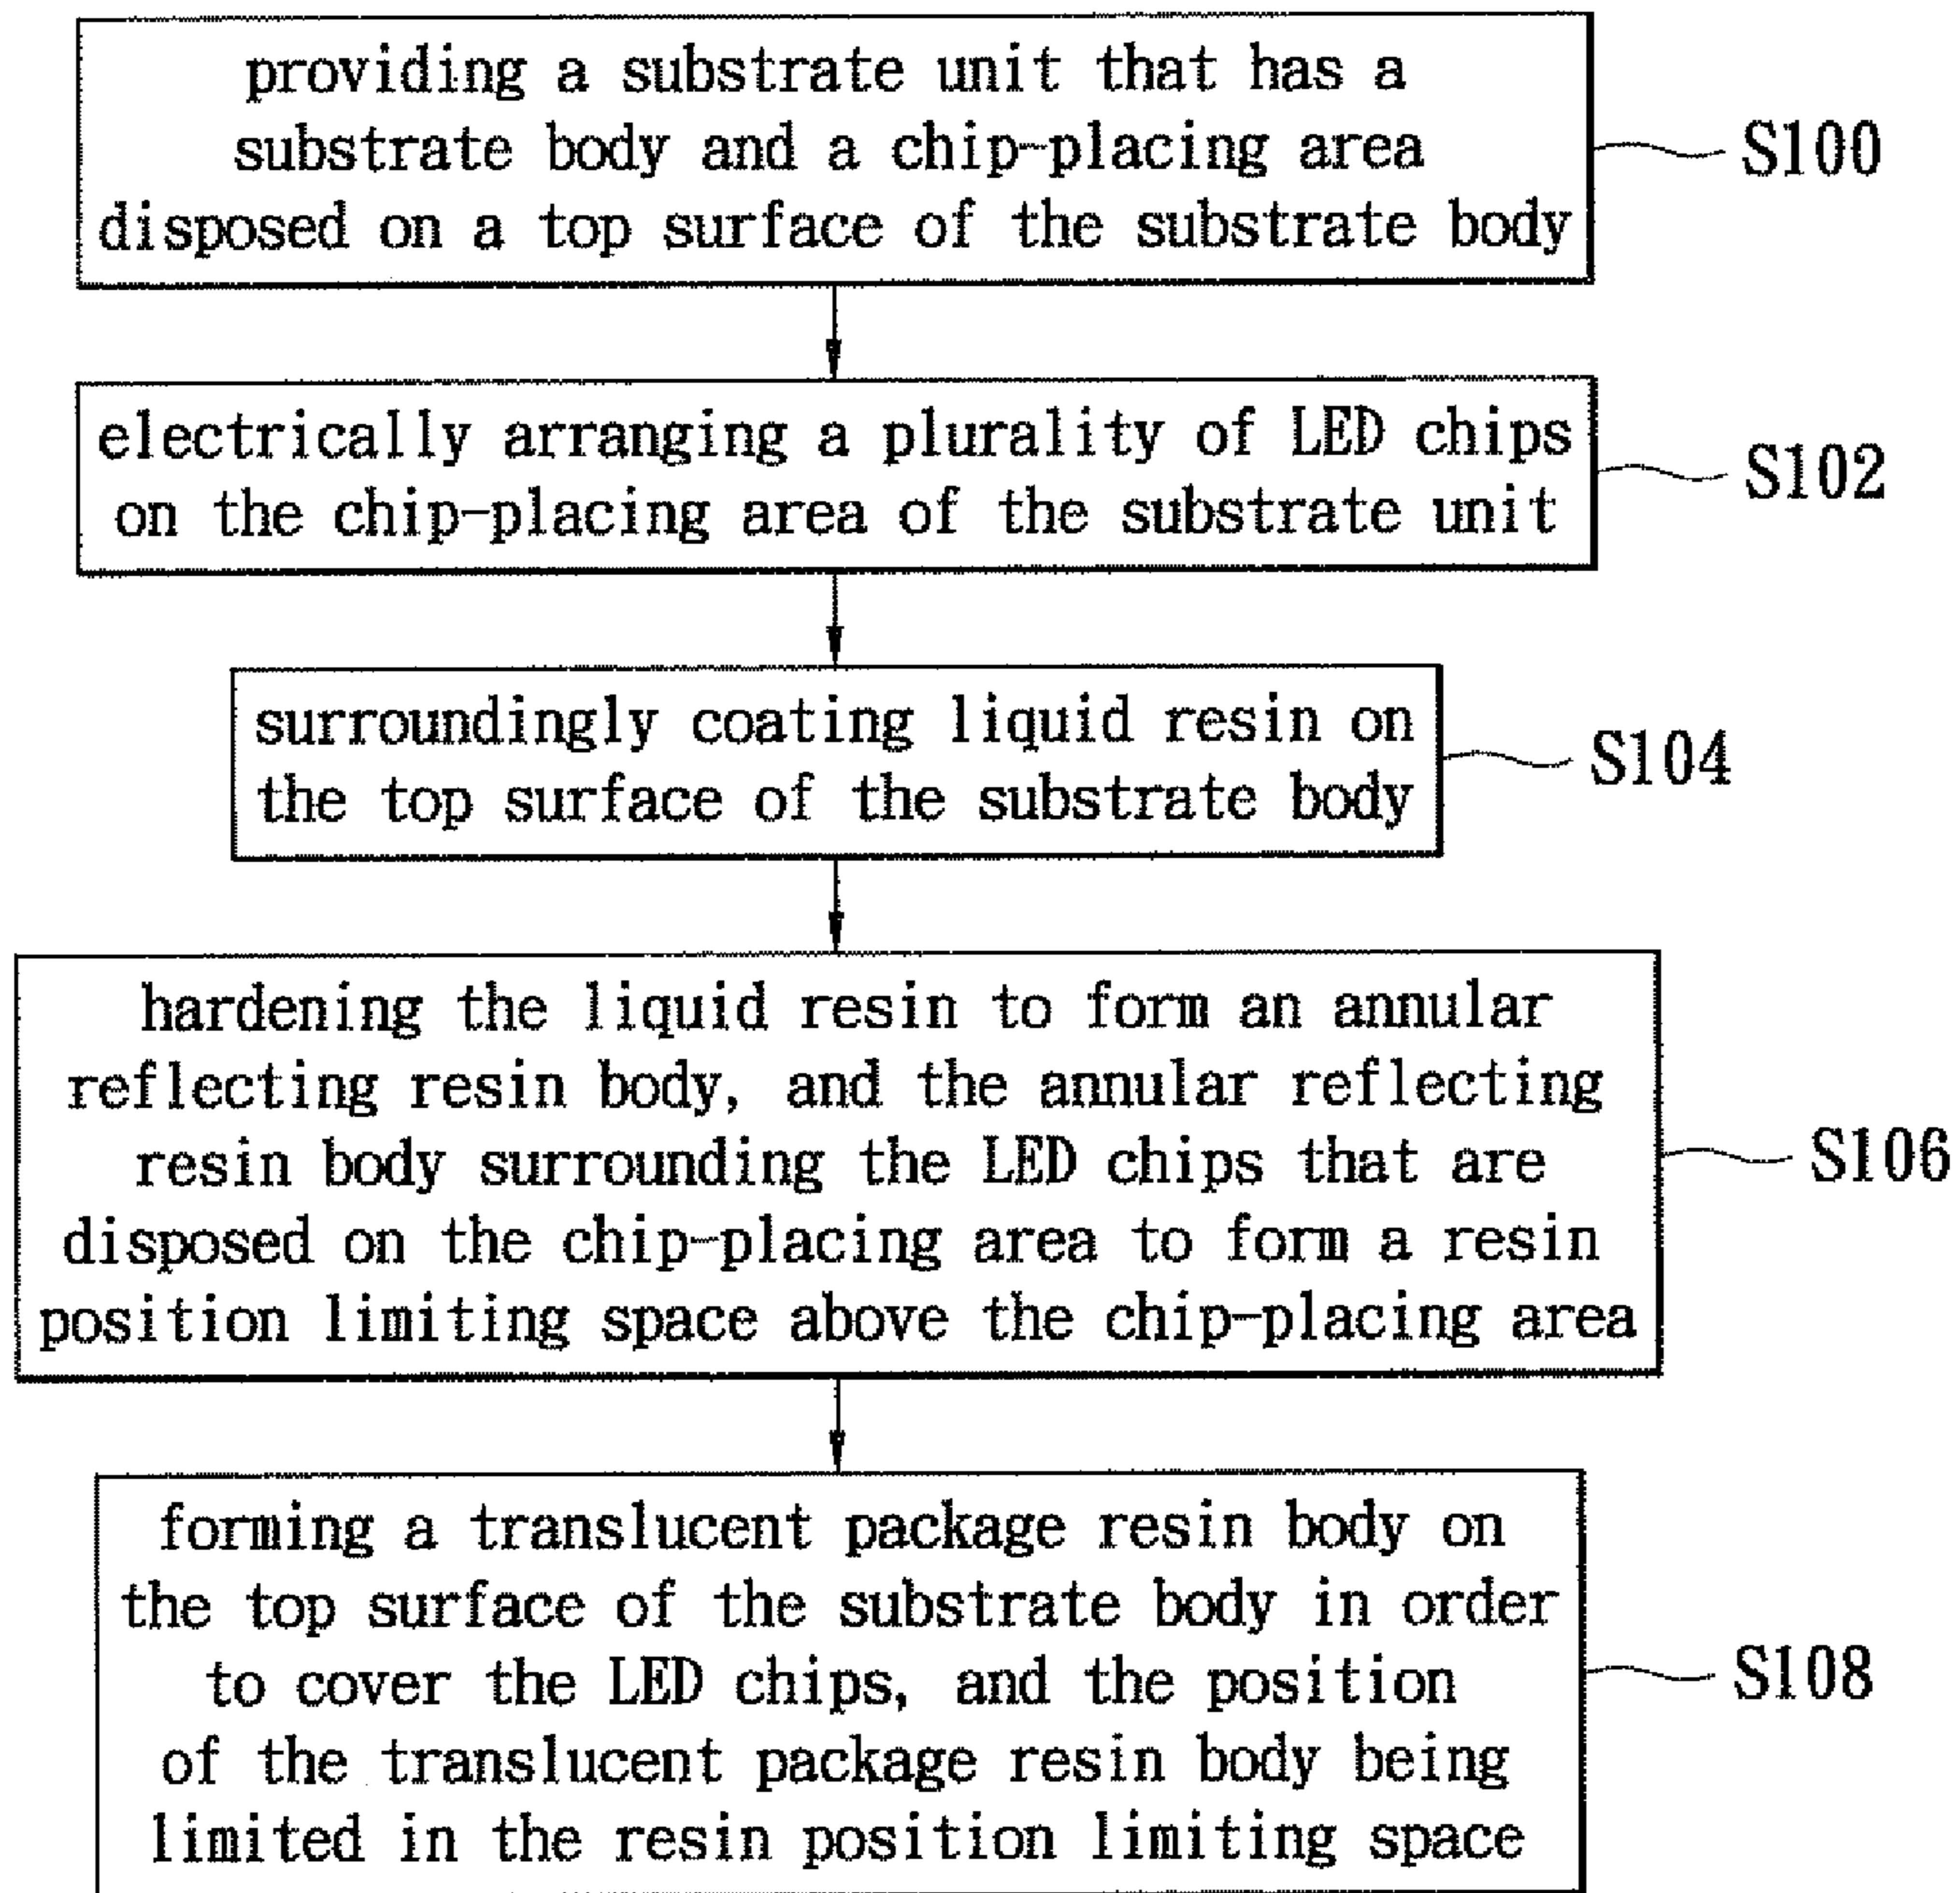 providing a substrate unit that has a
substrate body and a chip-placing area
disposed on a top surface of the substrate body
S100
electrically arranging a plurality of LED chips
on the chip-placing area of the substrate unit
S102
surroundingly coating liquid resin on
the top surface of the substrate body
S104
hardening the liquid resin to form an annular
reflecting resin body, and the annular reflecting
resin body surrounding the LED chips that are
disposed on the chip-placing area to form a resin
position limiting space above the chip-placing area
S106
forming a translucent package resin body on
the top surface of the substrate body in order
to cover the LED chips, and the position
of the translucent package resin body being
limited in the resin position limiting space
S108